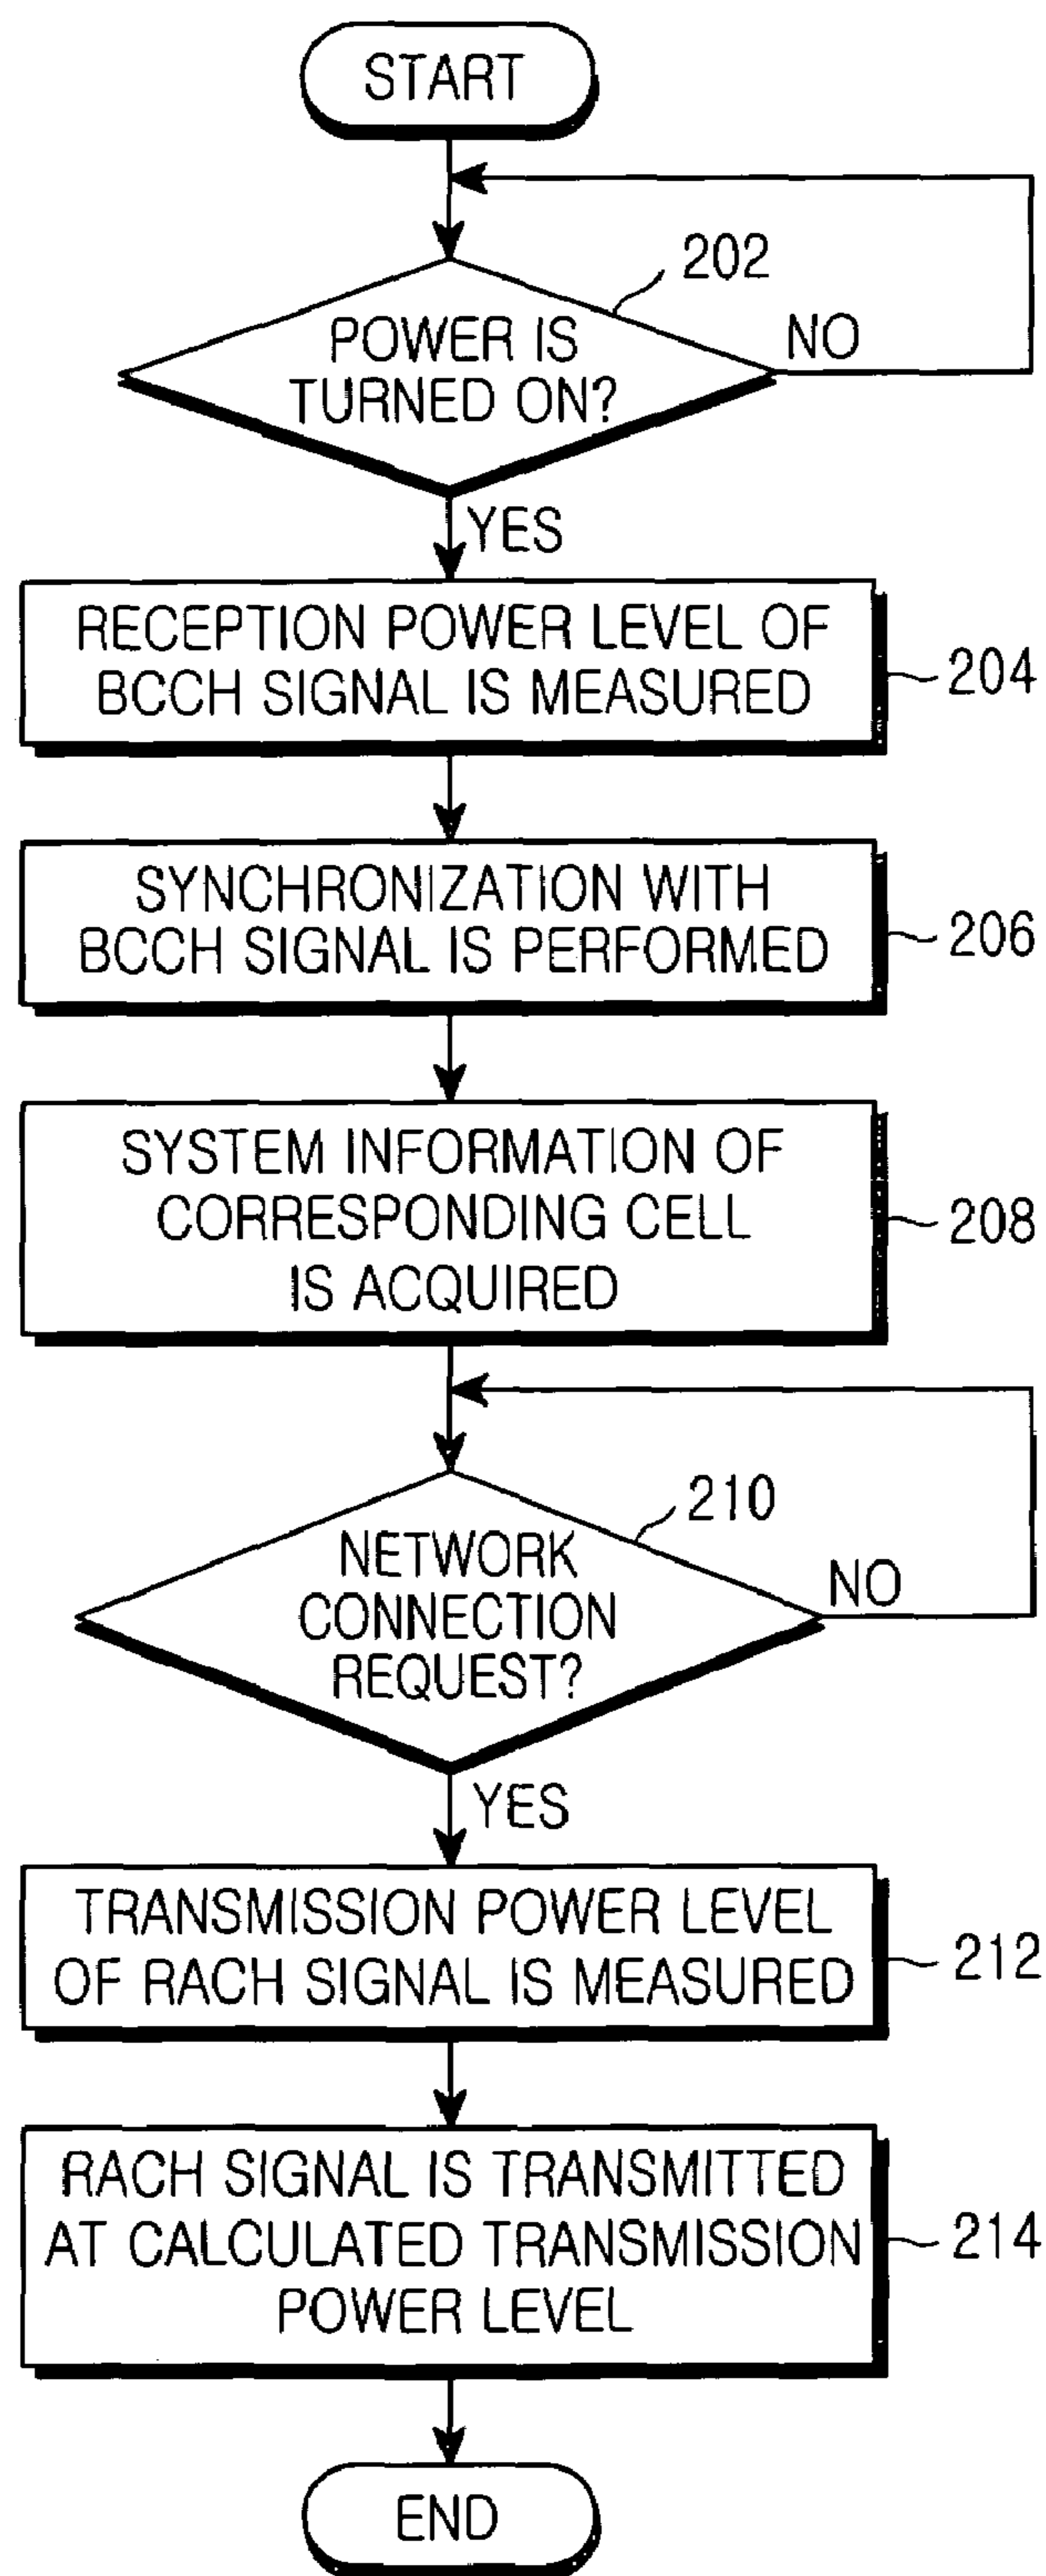 START
202
POWER IS
TURNED ON?
NO
YES
RECEPTION POWER LEVEL OF
BCCH SIGNAL IS MEASURED
204
SYNCHRONIZATION WITH
BCCH SIGNAL IS PERFORMED
206
SYSTEM INFORMATION OF
CORRESPONDING CELL
IS ACQUIRED
208
210
NETWORK
CONNECTION
REQUEST?
NO
YES
TRANSMISSION POWER LEVEL
OF RACH SIGNAL IS MEASURED
212
RACH SIGNAL IS TRANSMITTED
AT CALCULATED TRANSMISSION
POWER LEVEL
214
END